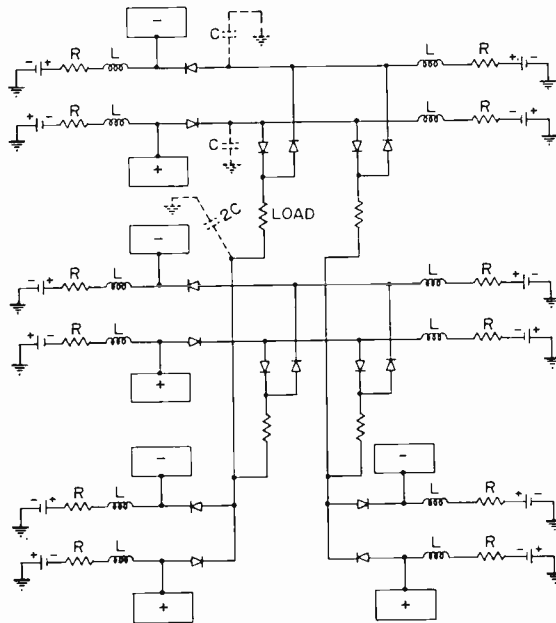 -
C
- + R L L R - +
+ - R L L R + -
C
+
2C LOAD
-
- + R L L R - +
+ - R L L R + -
+
- -
- + R L L R - +
+ - R L L R + -
+ +